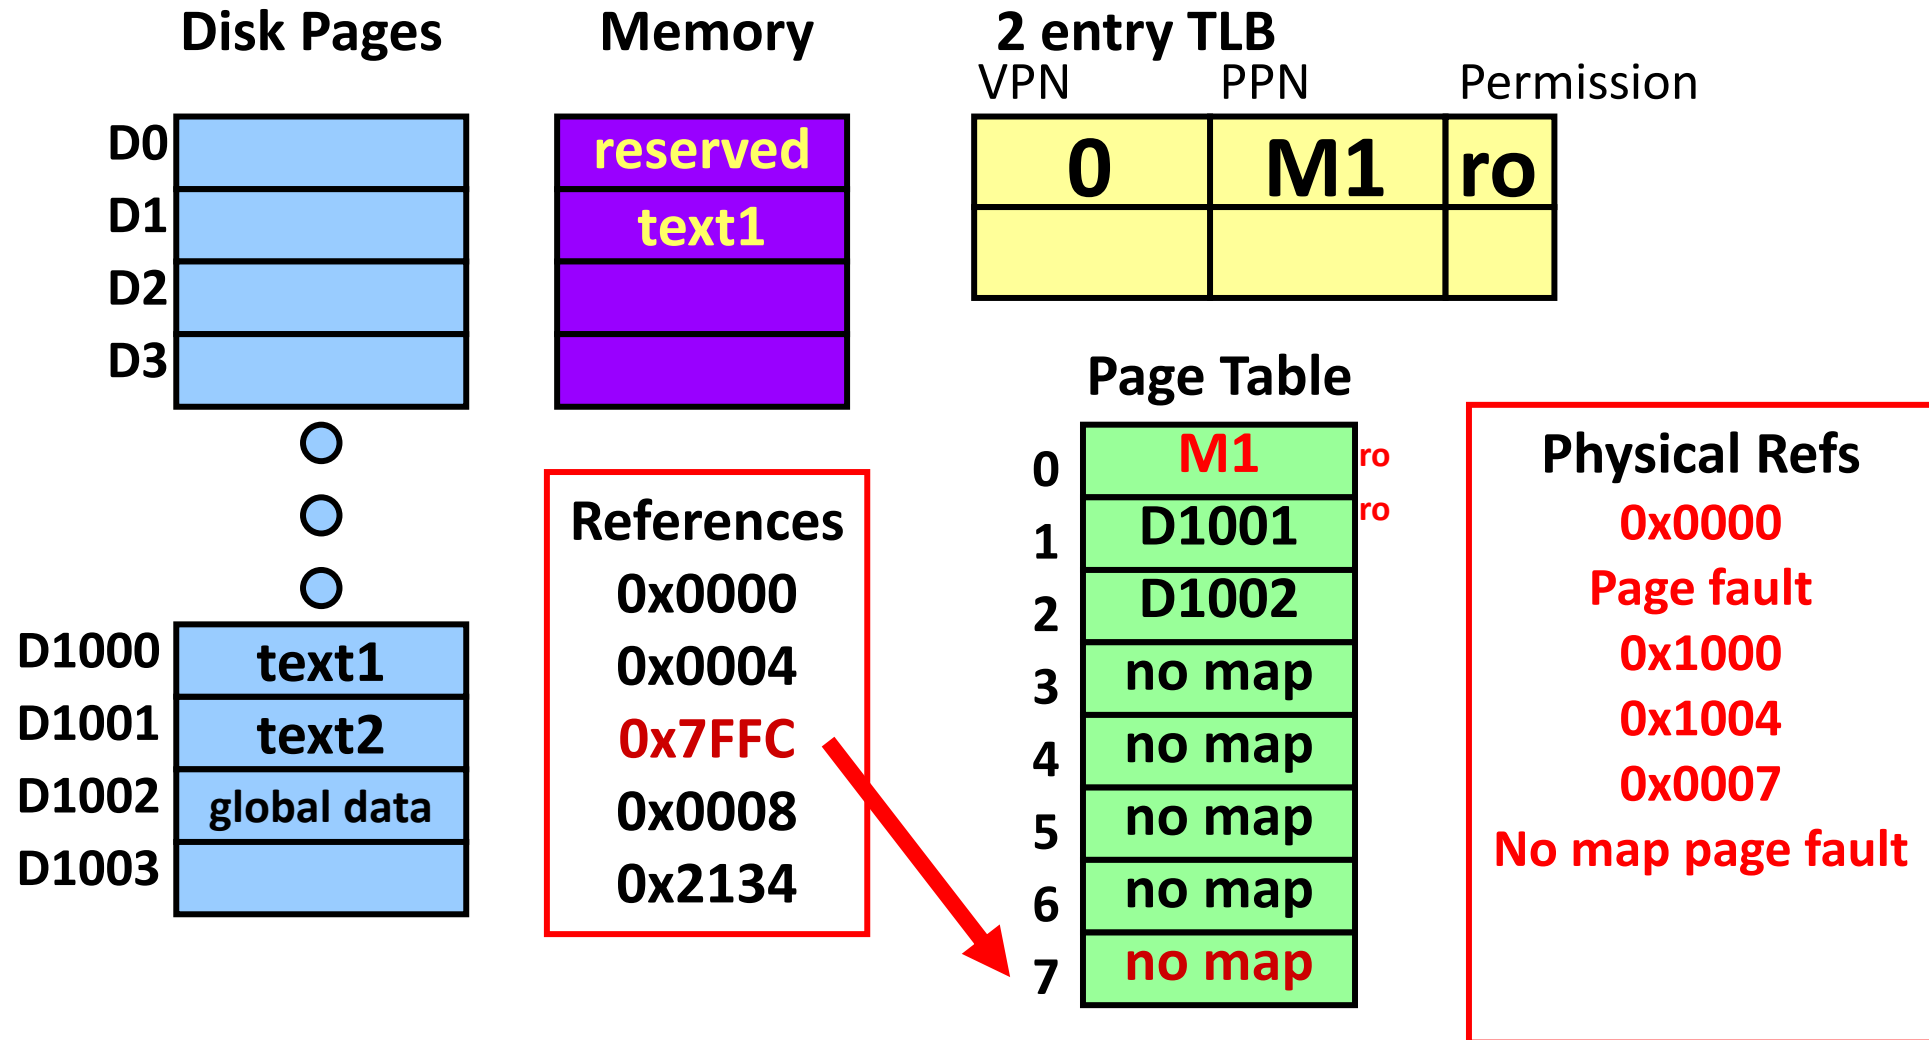 Disk Pages
Memory
2 entry TLB
VPN
PPN
Permission
D0
D1
D2
D3
reserved
text1
0
M1
ro
D1000
text1
D1001
text2
D1002
global data
D1003
References
0x0000
0x0004
0x7FFC
0x0008
0x2134
Page Table
0
M1
ro
1
D1001
ro
2
D1002
3
no map
4
no map
5
no map
6
no map
7
no map
Physical Refs
0x0000
Page fault
0x1000
0x1004
0x0007
No map page fault